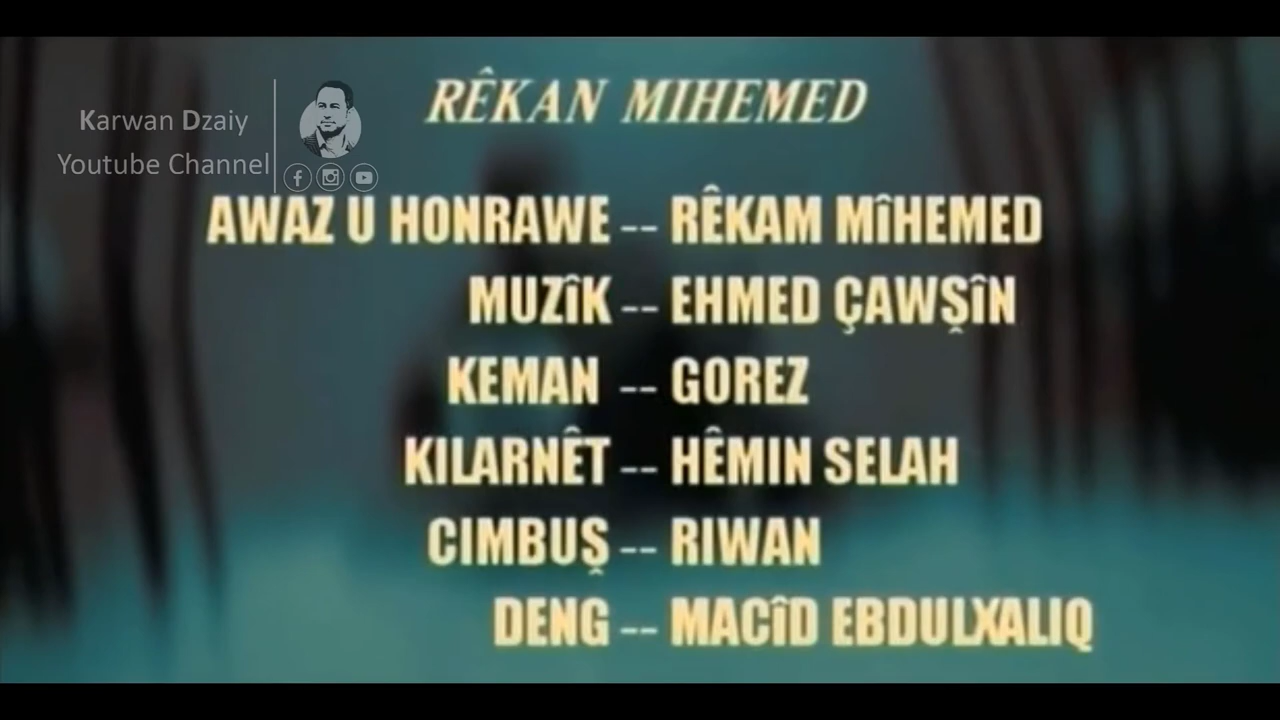 RÊKAN MIHEMED
Karwan Dzaiy
Youtube Channel
AWAZ U HONRAWE -- RÊKAM MÎHEMED
MUZÎK -- EHMED ÇAWŞÎN
KEMAN -- GOREZ
KILARNÊT -- HÊMIN SELAH
CIMBUŞ -- RIWAN
DENG -- MACÎD EBDULXALIQ